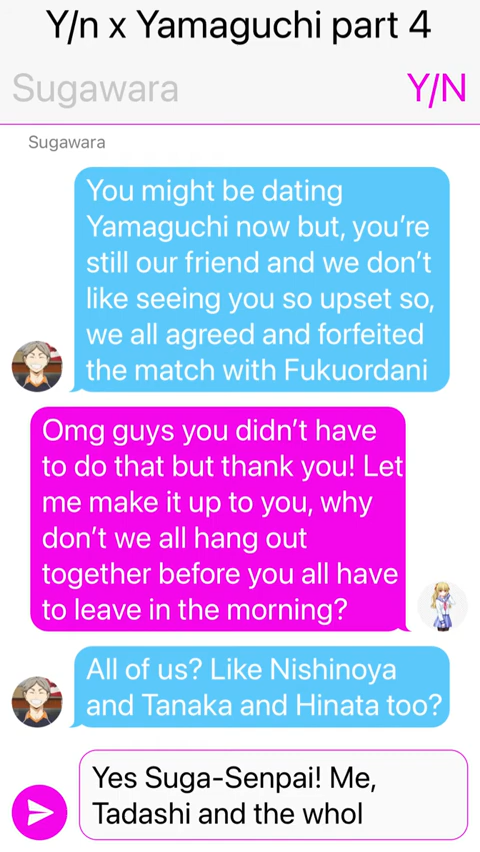 Y/n x Yamaguchi part 4
Sugawara
Y/N
Sugawara
You might be dating
Yamaguchi now but, you’re
still our friend and we don’t
like seeing you so upset so,
we all agreed and forfeited
the match with Fukuordani
Omg guys you didn’t have
to do that but thank you! Let
me make it up to you, why
don’t we all hang out
together before you all have
to leave in the morning?
All of us? Like Nishinoya
and Tanaka and Hinata too?
Yes Suga-Senpai! Me,
Tadashi and the whol